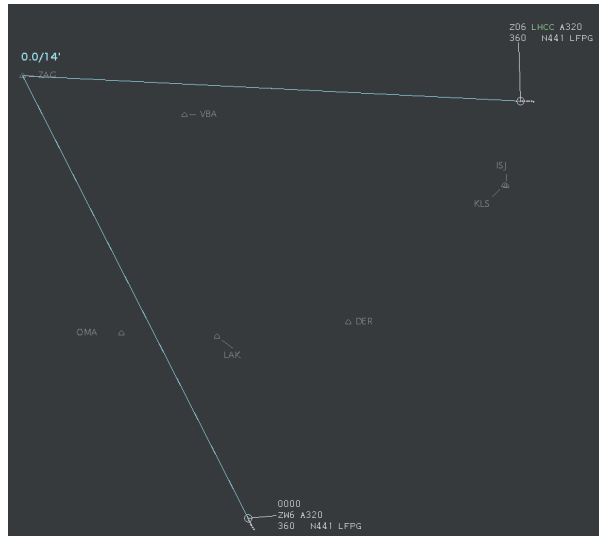 Z06 LHCC A320
360 N441 LFPG
0.0/14'
ZAG
VBA
ISJ
KLS
OMA
DER
LAK
0000
ZW6 A320
360 N441 LFPG